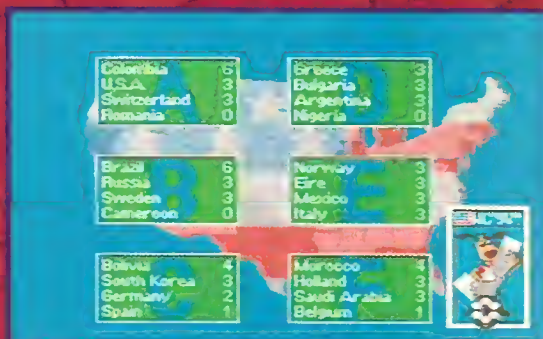 A
Colombia 6
U.S.A. 3
Switzerland 3
Romania 0
D
Greece 3
Bulgaria 3
Argentina 3
Nigeria 0
B
Brazil 6
Russia 3
Sweden 3
Cameroon 0
E
Norway 3
Eire 3
Mexico 3
Italy 3
C
Bolivia 4
South Korea 3
Germany 2
Spain 1
F
Morocco 4
Holland 3
Saudi Arabia 3
Belgium 1